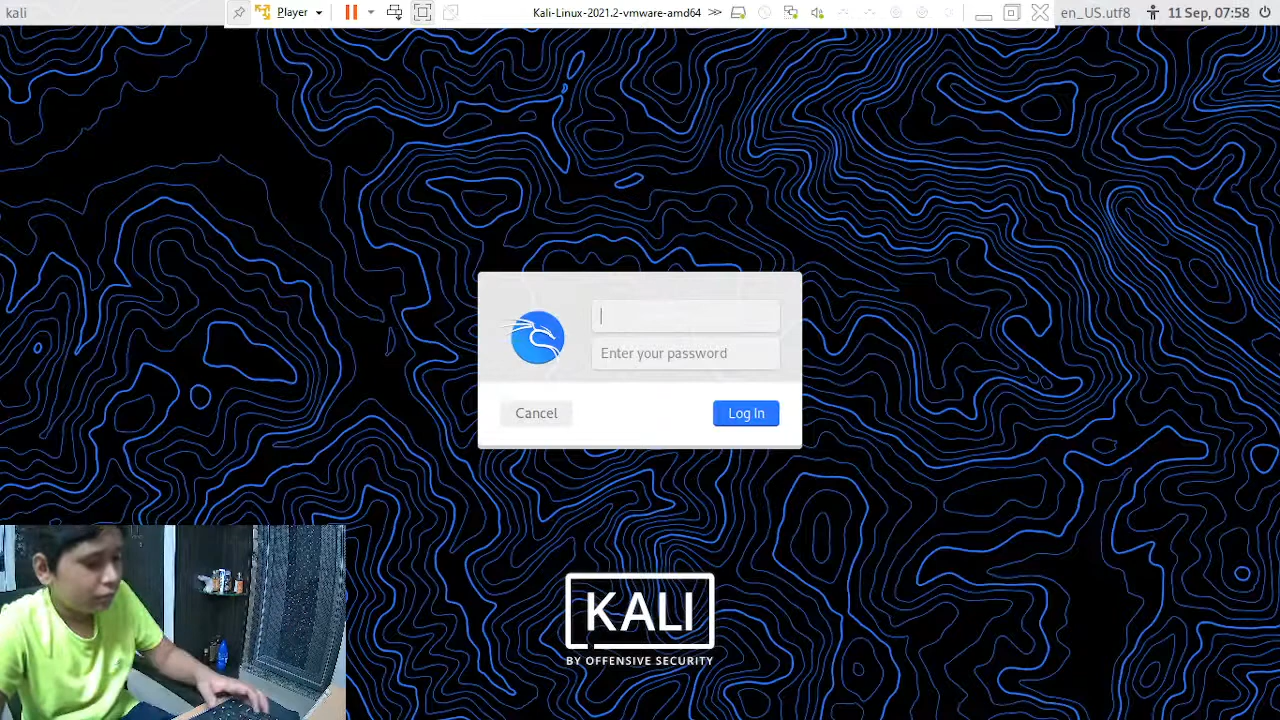 kali
Player
Kali-Linux-2021.2-vmware-amd64
en_US.utf8
11 Sep, 07:58
Enter your password
Cancel
Log In
KALI
BY OFFENSIVE SECURITY